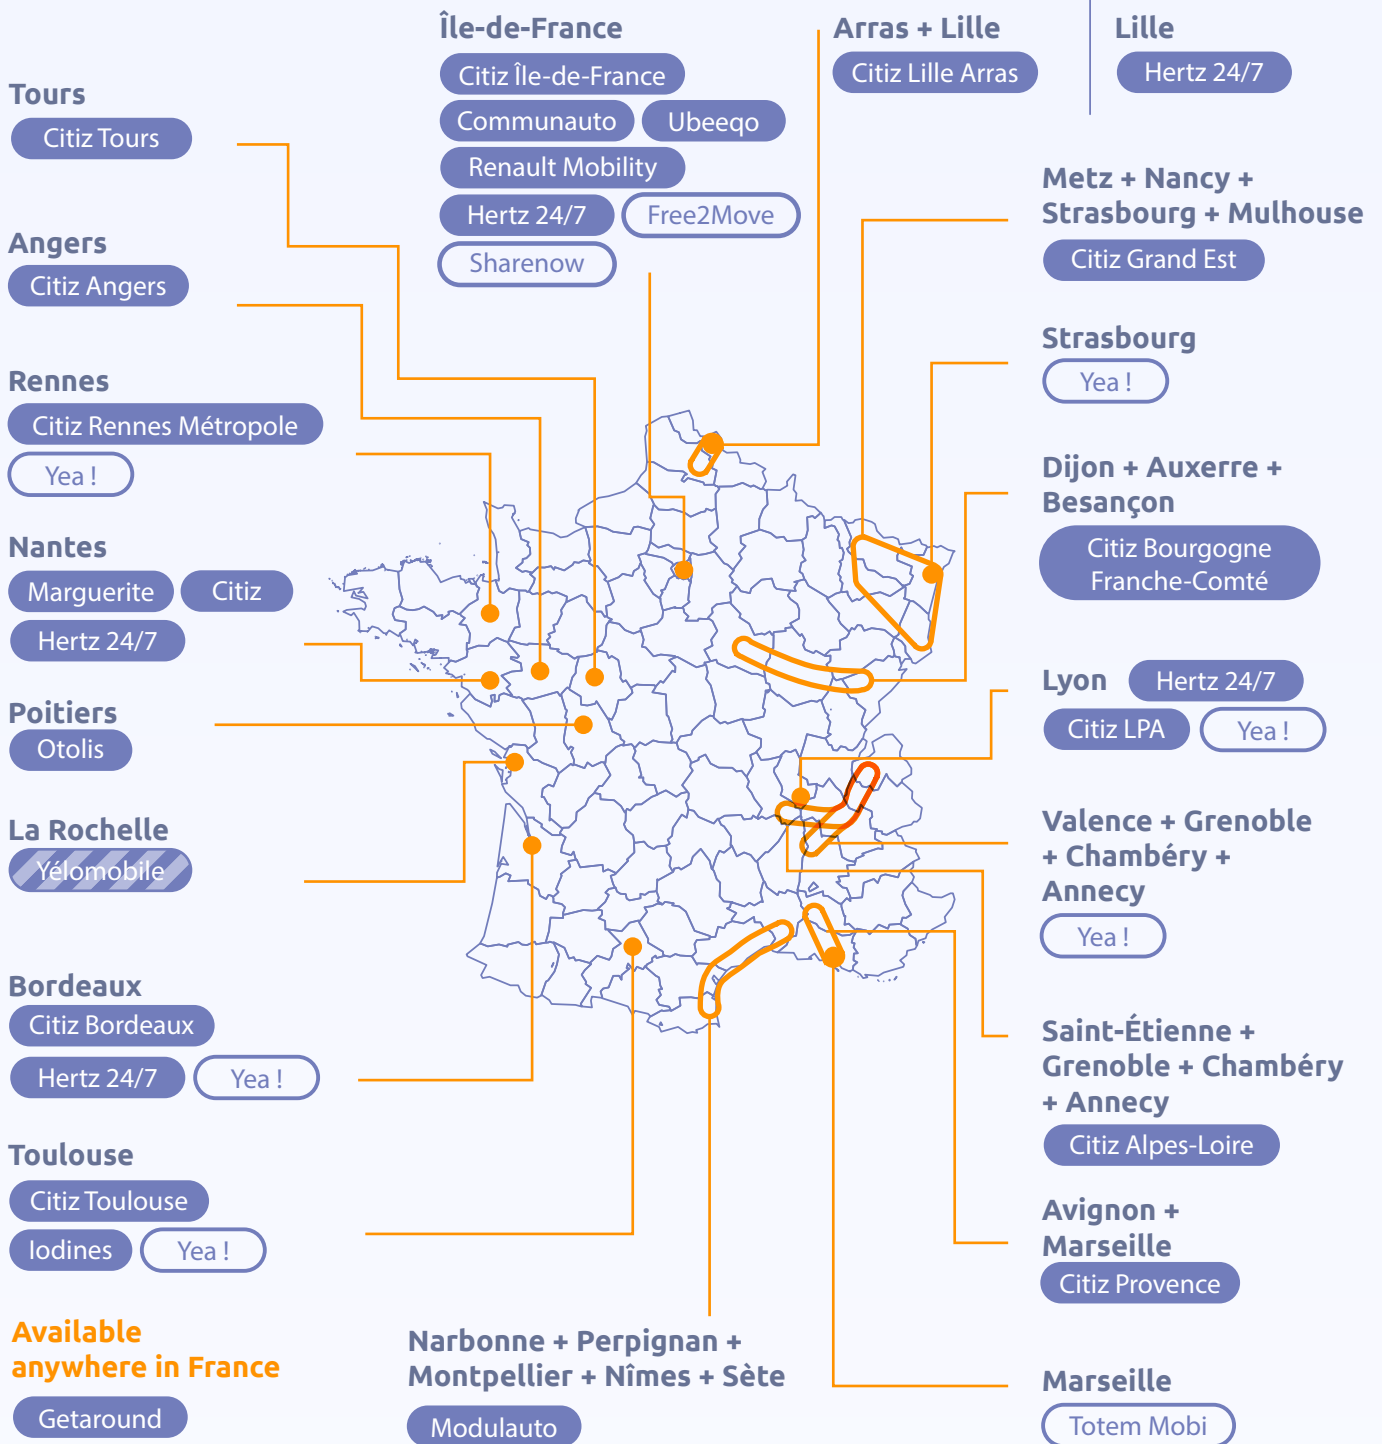 Île-de-France
Citiz Île-de-France
Communauto
Ubeeqo
Renault Mobility
Hertz 24/7
Free2Move
Sharenow
Arras + Lille
Citiz Lille Arras
Lille
Hertz 24/7
Tours
Citiz Tours
Angers
Citiz Angers
Rennes
Citiz Rennes Métropole
Yea !
Nantes
Marguerite
Citiz
Hertz 24/7
Poitiers
Otolis
La Rochelle
Yélomobile
Bordeaux
Citiz Bordeaux
Hertz 24/7
Yea !
Toulouse
Citiz Toulouse
Iodines
Yea !
Available
anywhere in France
Getaround
Narbonne + Perpignan +
Montpellier + Nîmes + Sète
Modulauto
Metz + Nancy +
Strasbourg + Mulhouse
Citiz Grand Est
Strasbourg
Yea !
Dijon + Auxerre +
Besançon
Citiz Bourgogne
Franche-Comté
Lyon
Hertz 24/7
Citiz LPA
Yea !
Valence + Grenoble
+ Chambéry +
Annecy
Yea !
Saint-Étienne +
Grenoble + Chambéry
+ Annecy
Citiz Alpes-Loire
Avignon +
Marseille
Citiz Provence
Marseille
Totem Mobi